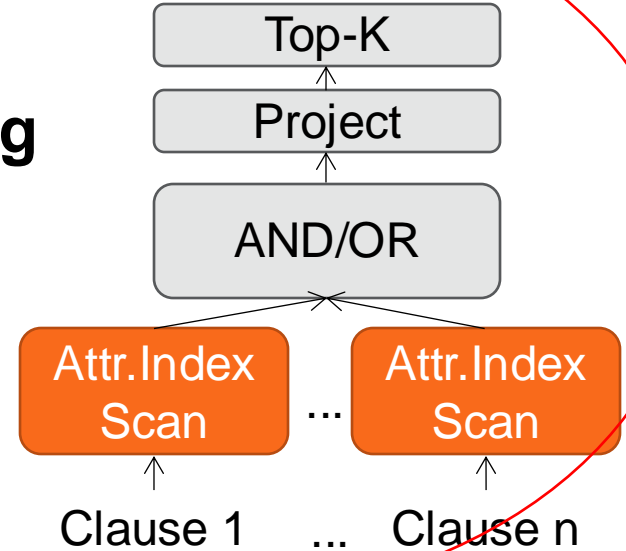 Top-K
g
Project
AND/OR
Attr.Index Scan ... Attr.Index Scan
Clause 1 ... Clause n